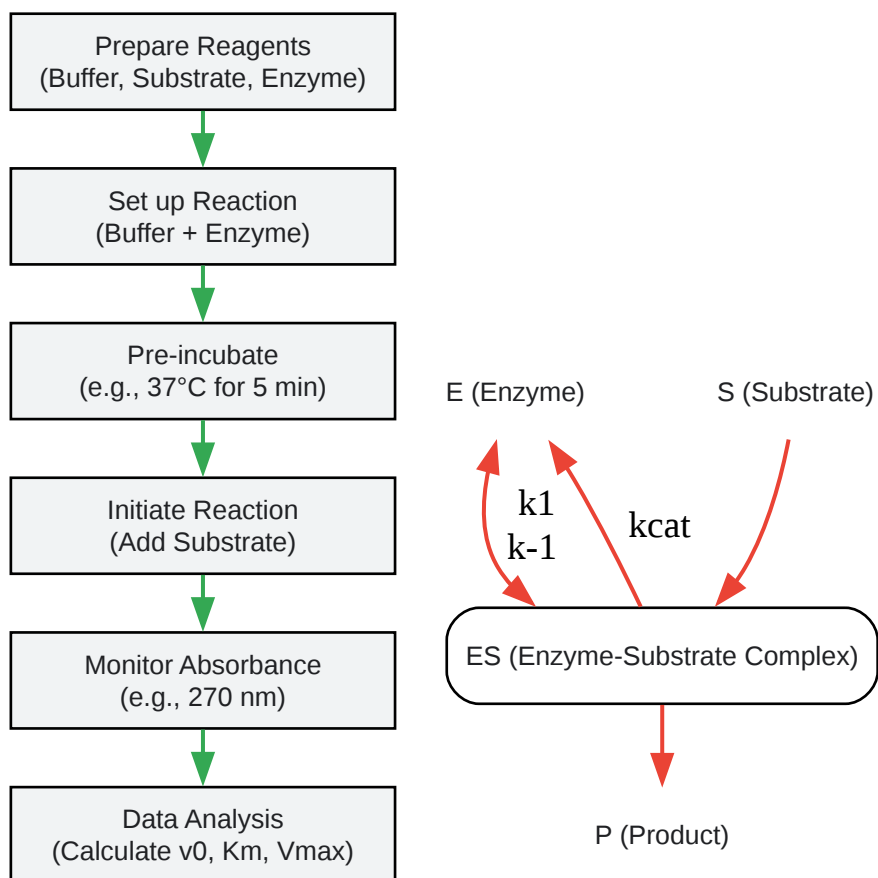 Prepare Reagents
(Buffer, Substrate, Enzyme)
Set up Reaction
(Buffer + Enzyme)
Pre-incubate
(e.g., 37°C for 5 min)
Initiate Reaction
(Add Substrate)
Monitor Absorbance
(e.g., 270 nm)
Data Analysis
(Calculate v0, Km, Vmax)
E (Enzyme)
S (Substrate)
k1
k-1
kcat
ES (Enzyme-Substrate Complex)
P (Product)